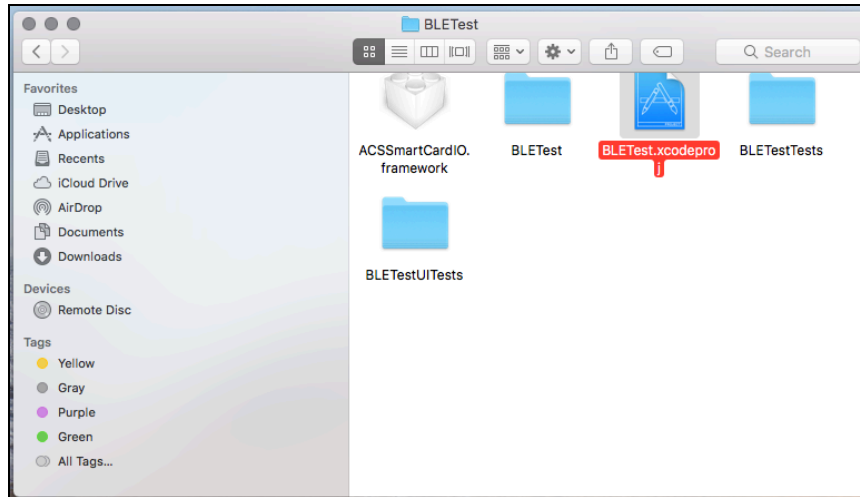 BLETest
Search
Favorites
Desktop
Applications
Recents
iCloud Drive
AirDrop
Documents
Downloads
Devices
Remote Disc
Tags
Yellow
Gray
Purple
Green
All Tags...
ACSSmartCardIO.
framework
BLETest
BLETest.xcodepro
j
BLETestTests
BLETestUITests